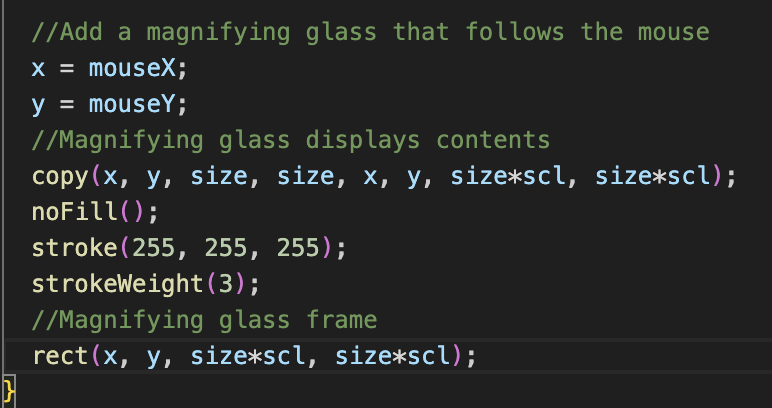 //Add a magnifying glass that follows the mouse
x = mouseX;
y = mouseY;
//Magnifying glass displays contents
copy(x, y, size, size, x, y, size*scl, size*scl);
noFill();
stroke(255, 255, 255);
strokeWeight(3);
//Magnifying glass frame
rect(x, y, size*scl, size*scl);
}